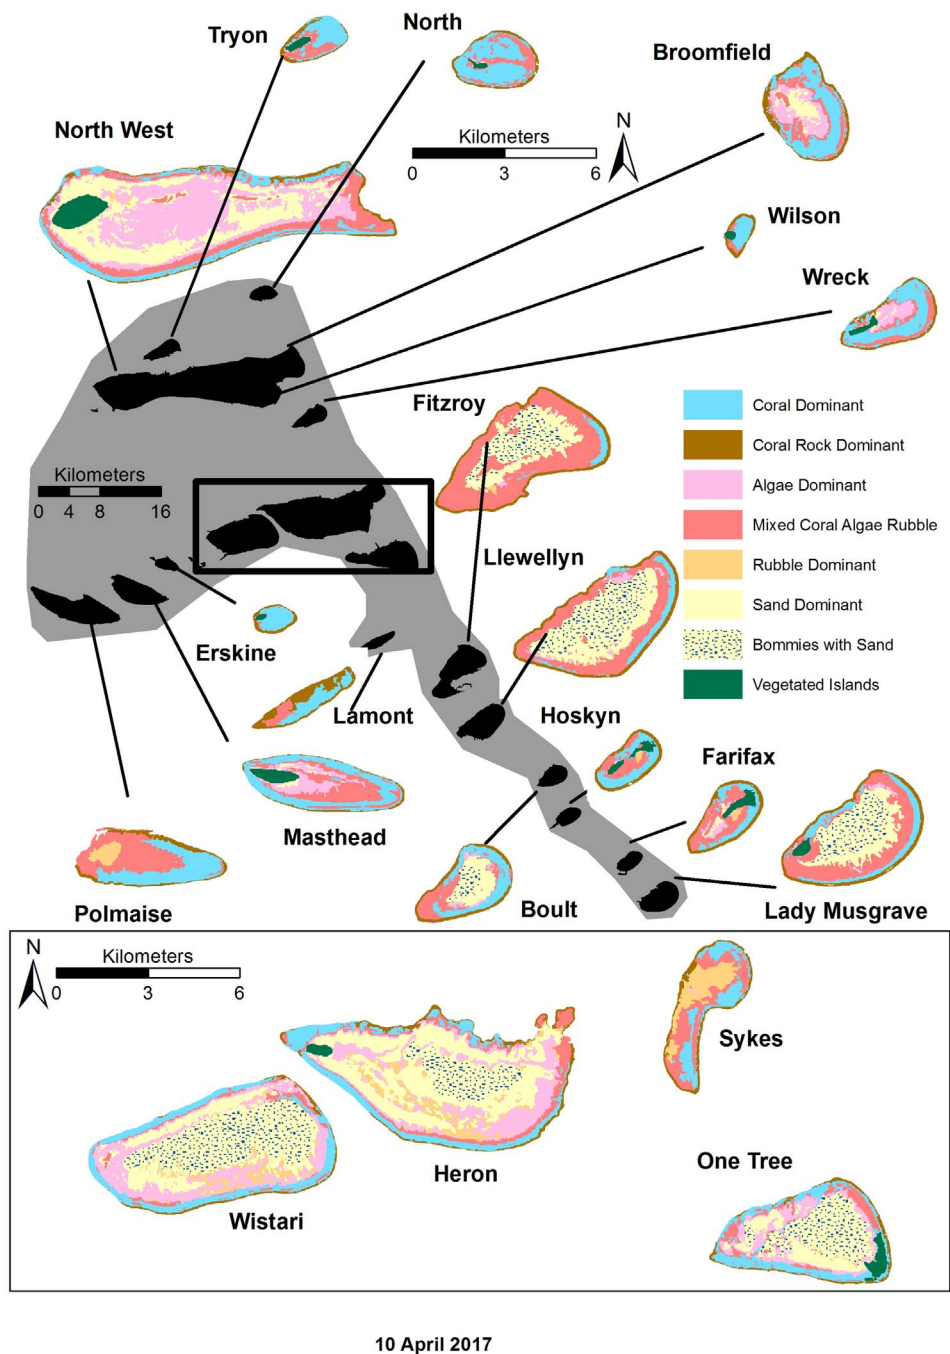 North
Tryon
Broomfield
North West
Kilometers
N
0 3 6
Wilson
Wreck
Fitzroy
Coral Dominant
Coral Rock Dominant
Algae Dominant
Mixed Coral Algae Rubble
Rubble Dominant
Sand Dominant
Bommies with Sand
Vegetated Islands
Kilometers
0 4 8 16
Llewellyn
Erskine
Lamont
Hoskyn
Farifax
Masthead
Polmaise
Boult
Lady Musgrave
N
Kilometers
0 3 6
Sykes
Heron
One Tree
Wistari
10 April 2017